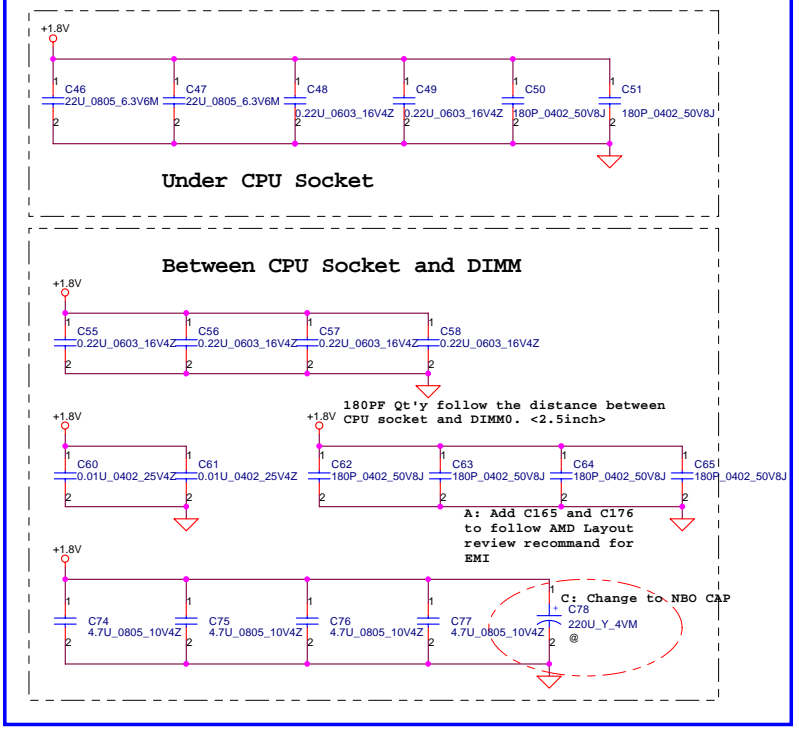 +1.8V
1 1 1 1 1 1
C46 C47 C48 C49 C50 C51
22U_0805_6.3V6M 22U_0805_6.3V6M 0.22U_0603_16V4Z 0.22U_0603_16V4Z 180P_0402_50V8J 180P_0402_50V8J
2 2 2 2 2 2
Under CPU Socket
Between CPU Socket and DIMM
+1.8V
1 1 1 1
C55 C56 C57 C58
0.22U_0603_16V4Z 0.22U_0603_16V4Z 0.22U_0603_16V4Z 0.22U_0603_16V4Z
2 2 2 2
180PF Qt'y follow the distance between
CPU socket and DIMM0. <2.5inch>
+1.8V +1.8V
1 1 1 1 1 1
C60 C61 C62 C63 C64 C65
0.01U_0402_25V4Z 0.01U_0402_25V4Z 180P_0402_50V8J 180P_0402_50V8J 180P_0402_50V8J 180P_0402_50V8J
2 2 2 2 2 2
A: Add C165 and C176
to follow AMD Layout
review recommand for
EMI
+1.8V
C: Change to NBO CAP
1 1 1 1 1
C74 C75 C76 C77 + C78
4.7U_0805_10V4Z 4.7U_0805_10V4Z 4.7U_0805_10V4Z 4.7U_0805_10V4Z 220U_Y_4VM
2 2 2 2 2 @